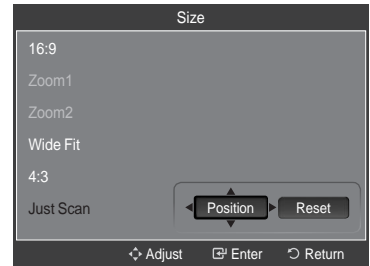 Size
16:9
Zoom1
Zoom2
Wide Fit
4:3
Just Scan
Position Reset
Adjust Enter Return